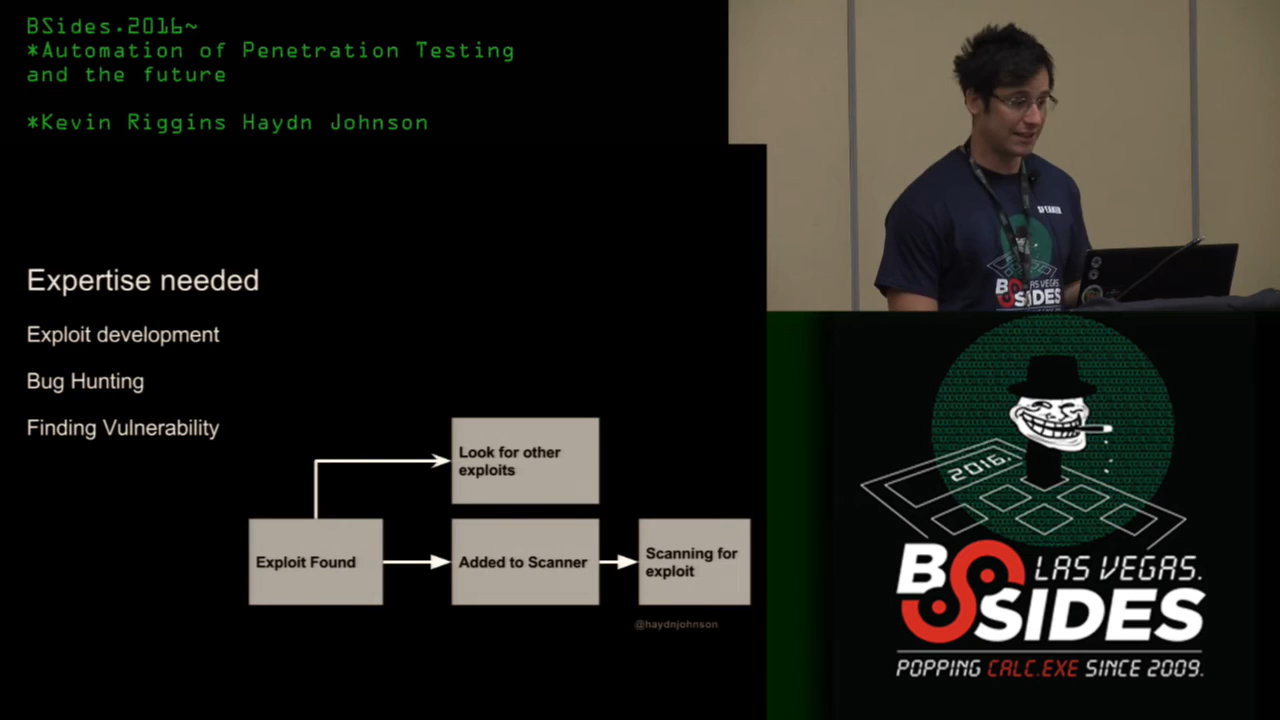 BSides.2016~
*Automation of Penetration Testing
and the future
*Kevin Riggins Haydn Johnson
Expertise needed
Exploit development
Bug Hunting
Finding Vulnerability
Look for other
exploits
Exploit Found
Added to Scanner
Scanning for
exploit
@haydnjohnson
SPEAKER
BSIDES
LAS VEGAS.
2016.
BSIDES
LAS VEGAS.
POPPING CALC.EXE SINCE 2009.